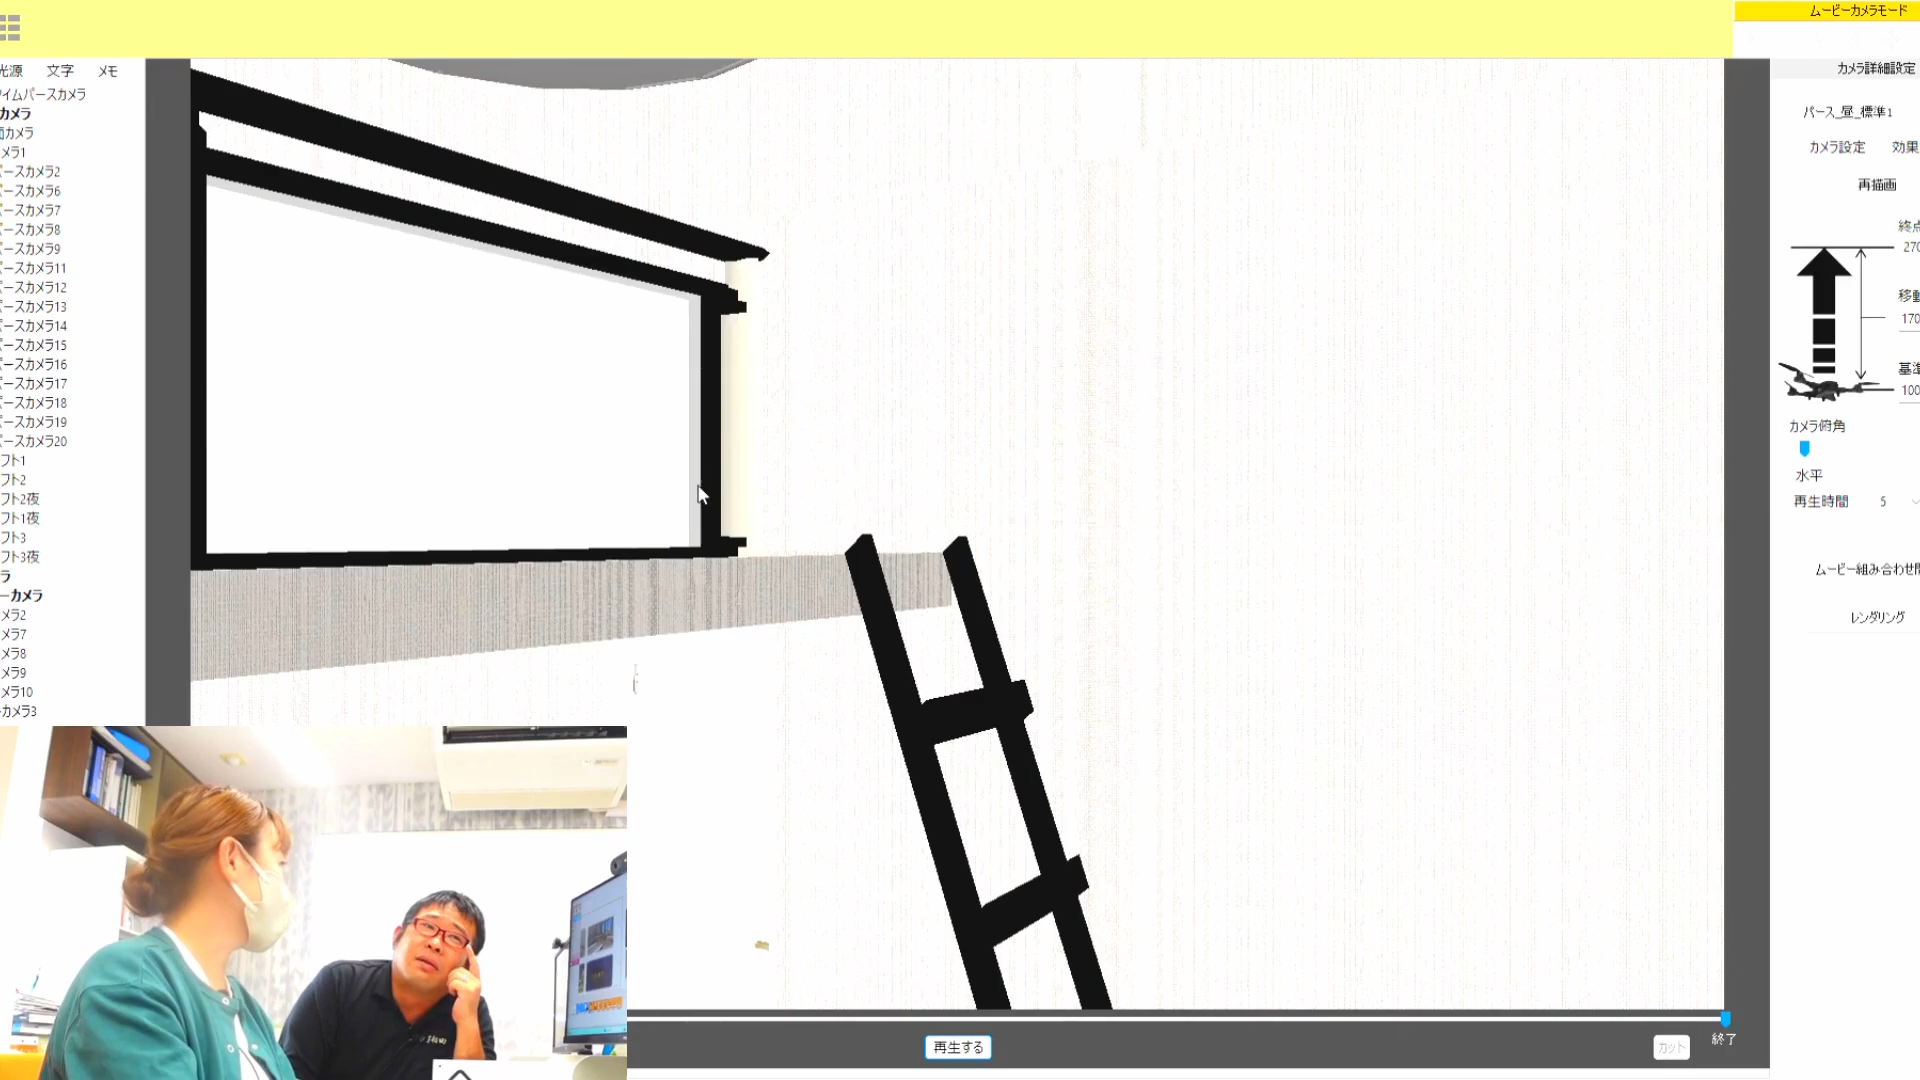 ムービーカメラモード
光源 文字 メモ
イムパースカメラ
カメラ
カメラ
メラ1
ースカメラ2
ースカメラ6
ースカメラ7
ースカメラ8
ースカメラ9
ースカメラ11
ースカメラ12
ースカメラ13
ースカメラ14
ースカメラ15
ースカメラ16
ースカメラ17
ースカメラ18
ースカメラ19
ースカメラ20
フト1
フト2
フト2夜
フト1夜
フト3
フト3夜
ラ
ーカメラ
メラ2
メラ7
メラ8
メラ9
メラ10
カメラ3
カメラ詳細設定
パース_昼_標準1
カメラ設定 効果
再描画
終点
270
移動
170
基準
100
カメラ俯角
水平
再生時間 5
ムービー組み合わせ
レンダリング
再生する
カット
終了